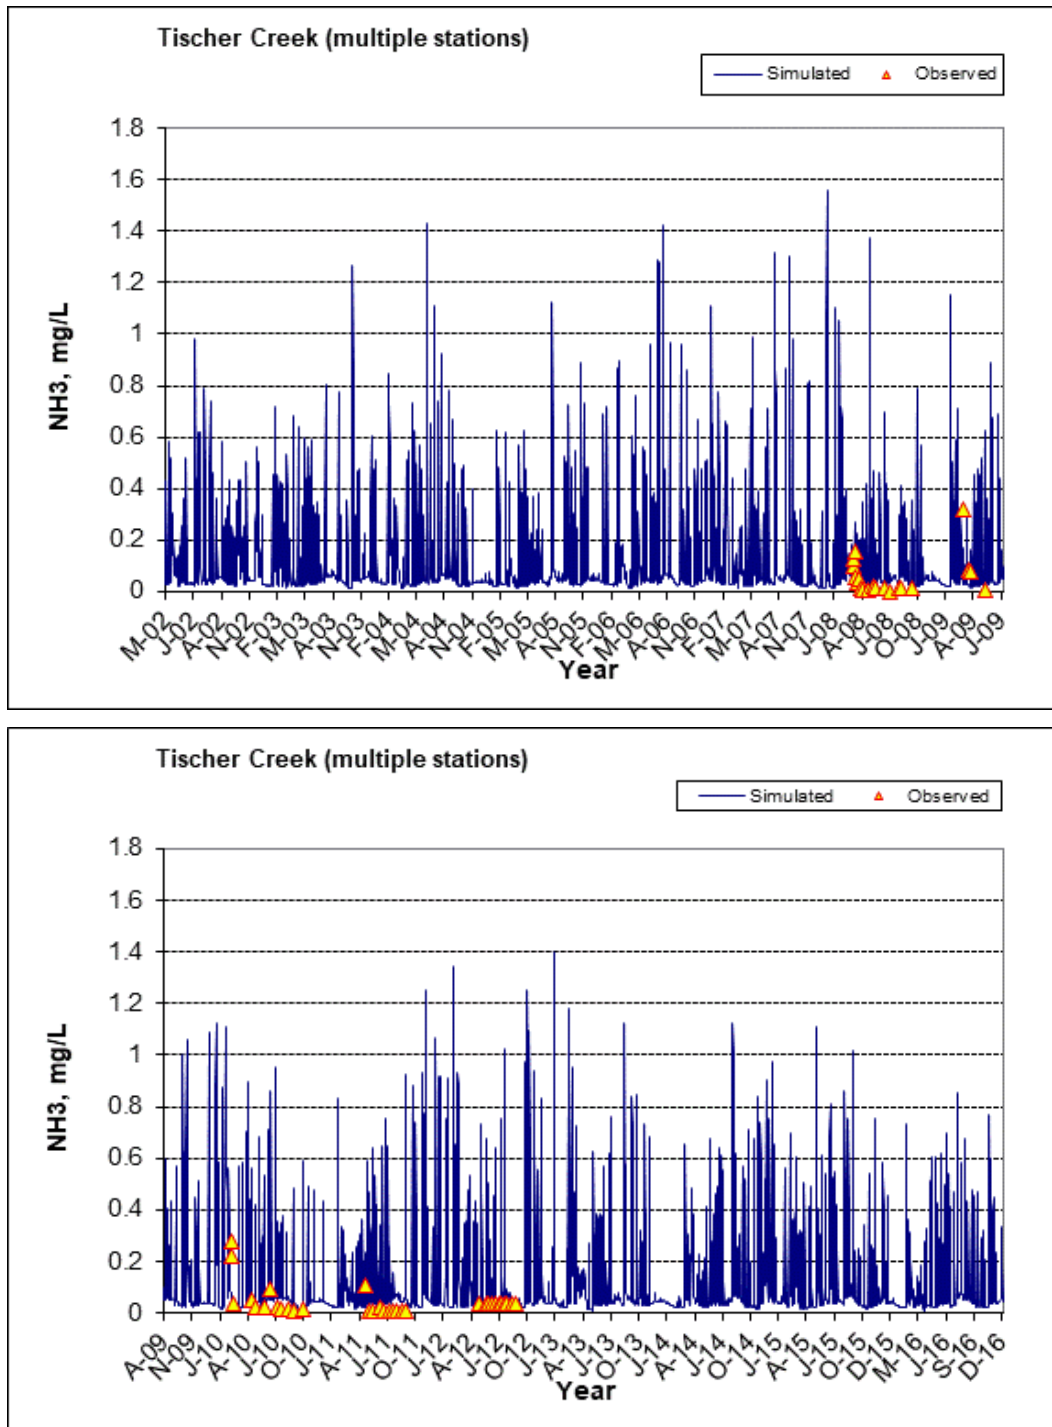 Tischer Creek (multiple stations)
Simulated Observed
1.8
1.6
1.4
1.2
1
0.8
0.6
0.4
0.2
0
NH3, mg/L
M-02 J-02 A-02 N-02 F-03 M-03 A-03 N-03 F-04 M-04 A-04 N-04 F-05 M-05 A-05 N-05 F-06 M-06 A-06 N-06 F-07 M-07 A-07 N-07 J-08 A-08 J-08 O-08 J-09 A-09 J-09
Year
Tischer Creek (multiple stations)
Simulated Observed
1.8
1.6
1.4
1.2
1
0.8
0.6
0.4
0.2
0
NH3, mg/L
A-09 N-09 J-10 A-10 J-10 O-10 J-11 A-11 J-11 O-11 J-12 A-12 J-12 O-12 J-13 A-13 J-13 O-13 J-14 A-14 J-14 O-14 J-15 A-15 J-15 O-15 D-15 M-16 J-16 S-16 D-16
Year